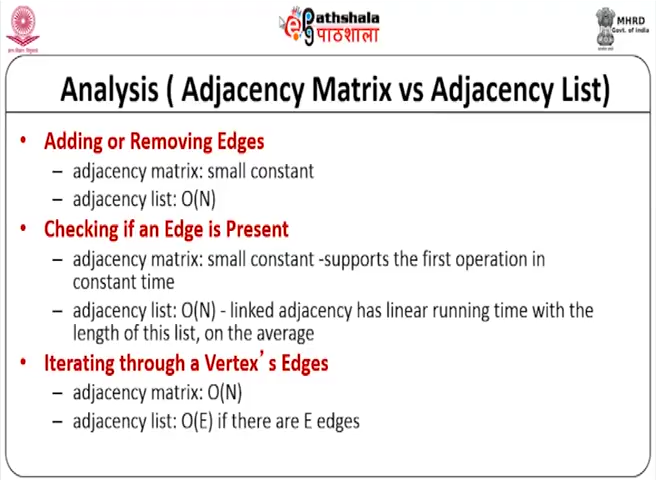 ePathshala
पाठशाला
MHRD
Govt. of India
Analysis ( Adjacency Matrix vs Adjacency List)
• Adding or Removing Edges
– adjacency matrix: small constant
– adjacency list: O(N)
• Checking if an Edge is Present
– adjacency matrix: small constant -supports the first operation in
constant time
– adjacency list: O(N) - linked adjacency has linear running time with the
length of this list, on the average
• Iterating through a Vertex’s Edges
– adjacency matrix: O(N)
– adjacency list: O(E) if there are E edges